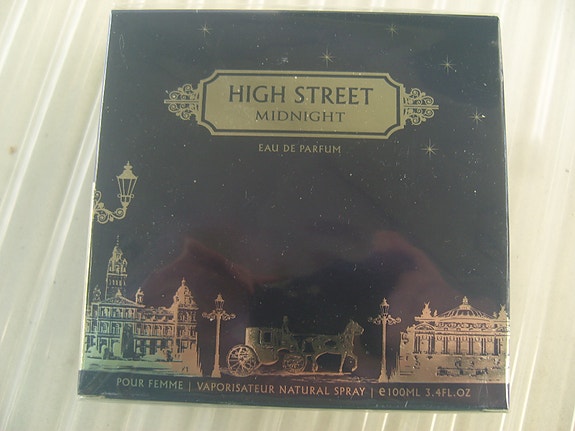 HIGH STREET
MIDNIGHT
EAU DE PARFUM
POUR FEMME | VAPORISATEUR NATURAL SPRAY | ℮100ML 3.4FL.OZ